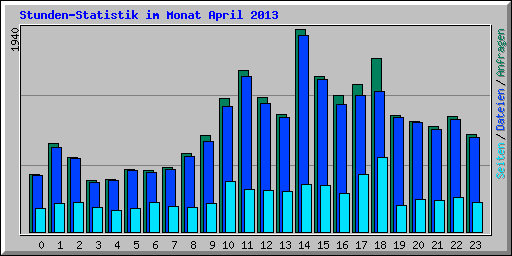 Stunden-Statistik im Monat April 2013
1940
Seiten / Dateien / Anfragen
0 1 2 3 4 5 6 7 8 9 10 11 12 13 14 15 16 17 18 19 20 21 22 23